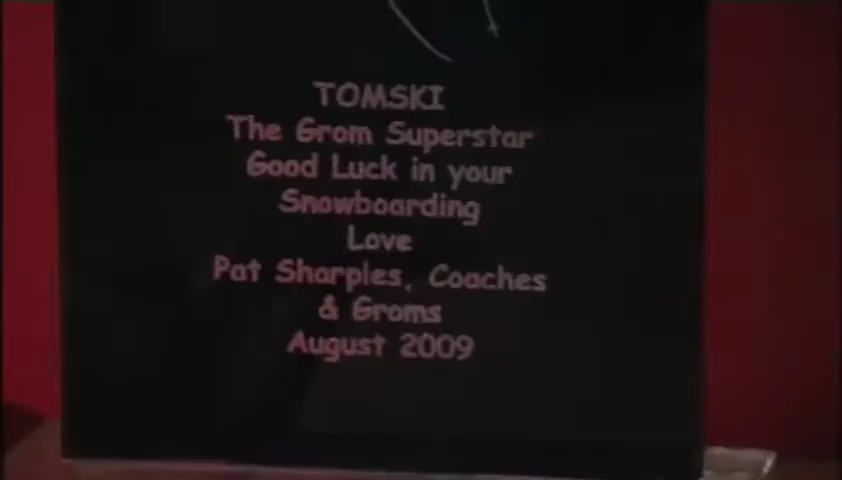 TOMSKI
The Grom Superstar
Good Luck in your
Snowboarding
Love
Pat Sharples, Coaches
& Groms
August 2009